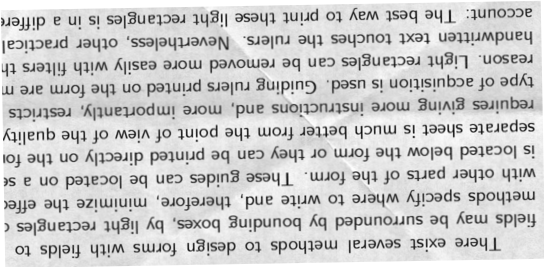 There exist several methods to design forms with fields to
fields may be surrounded by bounding boxes, by light rectangles
methods specify where to write and, therefore, minimize the
with other parts of the form. These guides can be located on a
is located below the form or they can be printed directly on the
separate sheet is much better from the point of view of the quality
requires giving more instructions and, more importantly, restricts
type of acquisition is used. Guiding rulers printed on the form are
reason. Light rectangles can be removed more easily with filters
handwritten text touches the rulers. Nevertheless, other practical
account: The best way to print these light rectangles is in a